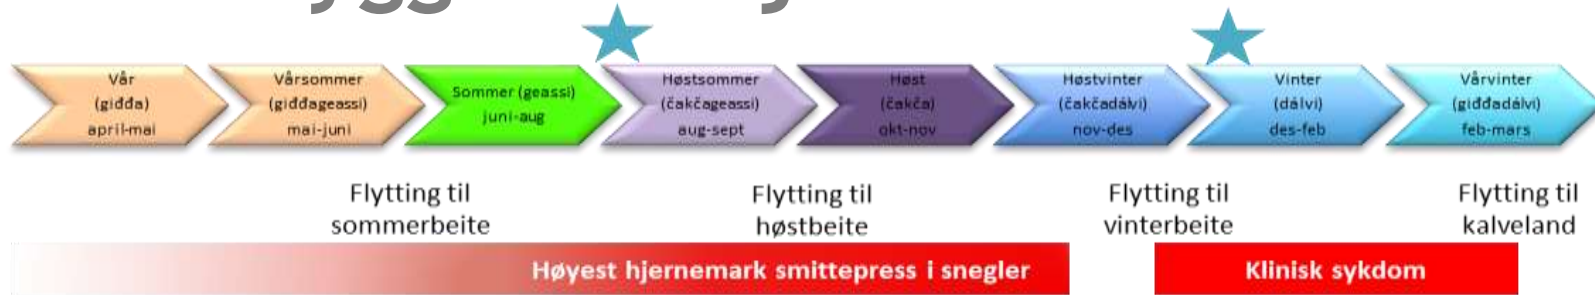 Vår
(giđđa)
april-mai
Vårsommer
(giđđageassi)
mai-juni
Sommer (geassi)
juni-aug
Høstsommer
(čakčageassi)
aug-sept
Høst
(čakča)
okt-nov
Høstvinter
(čakčadálvi)
nov-des
Vinter
(dálvi)
des-feb
Vårvinter
(giđđadálvi)
feb-mars
Flytting til
sommerbeite
Flytting til
høstbeite
Flytting til
vinterbeite
Flytting til
kalveland
Høyest hjernemark smittepress i snegler
Klinisk sykdom